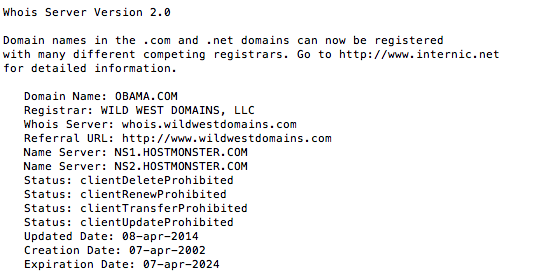 Whois Server Version 2.0
Domain names in the .com and .net domains can now be registered
with many different competing registrars. Go to http://www.internic.net
for detailed information.
Domain Name: OBAMA.COM
Registrar: WILD WEST DOMAINS, LLC
Whois Server: whois.wildwestdomains.com
Referral URL: http://www.wildwestdomains.com
Name Server: NS1.HOSTMONSTER.COM
Name Server: NS2.HOSTMONSTER.COM
Status: clientDeleteProhibited
Status: clientRenewProhibited
Status: clientTransferProhibited
Status: clientUpdateProhibited
Updated Date: 08-apr-2014
Creation Date: 07-apr-2002
Expiration Date: 07-apr-2024